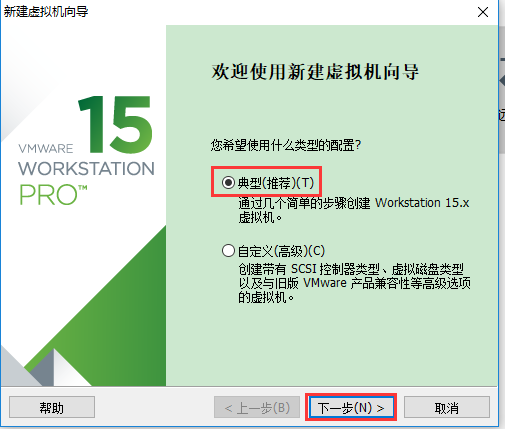 新建虚拟机向导
欢迎使用新建虚拟机向导
VMWARE 15
WORKSTATION
PRO™
您希望使用什么类型的配置?
典型(推荐)(T)
通过几个简单的步骤创建 Workstation 15.x
虚拟机。
自定义(高级)(C)
创建带有 SCSI 控制器类型、虚拟磁盘类型
以及与旧版 VMware 产品兼容性等高级选项
的虚拟机。
帮助
< 上一步(B)
下一步(N) >
取消